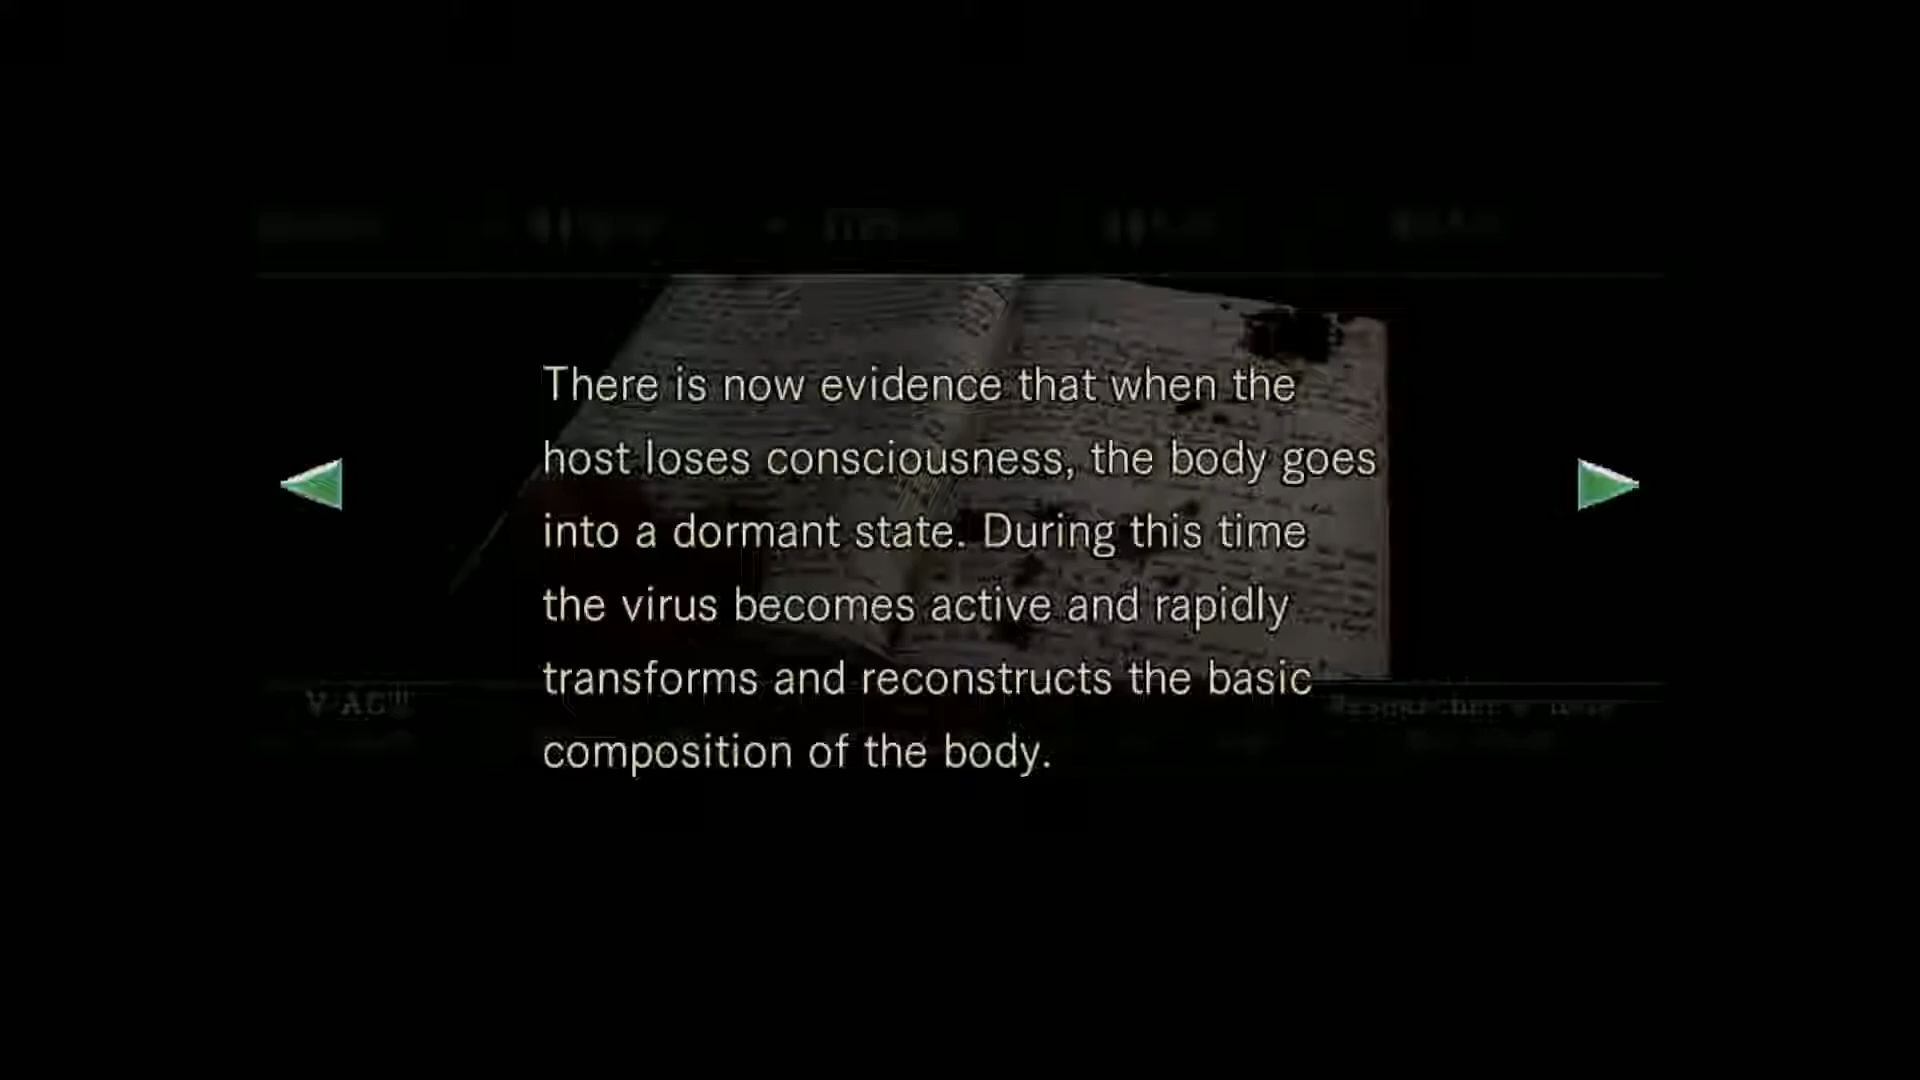 There is now evidence that when the
host loses consciousness, the body goes
into a dormant state. During this time
the virus becomes active and rapidly
transforms and reconstructs the basic
composition of the body.